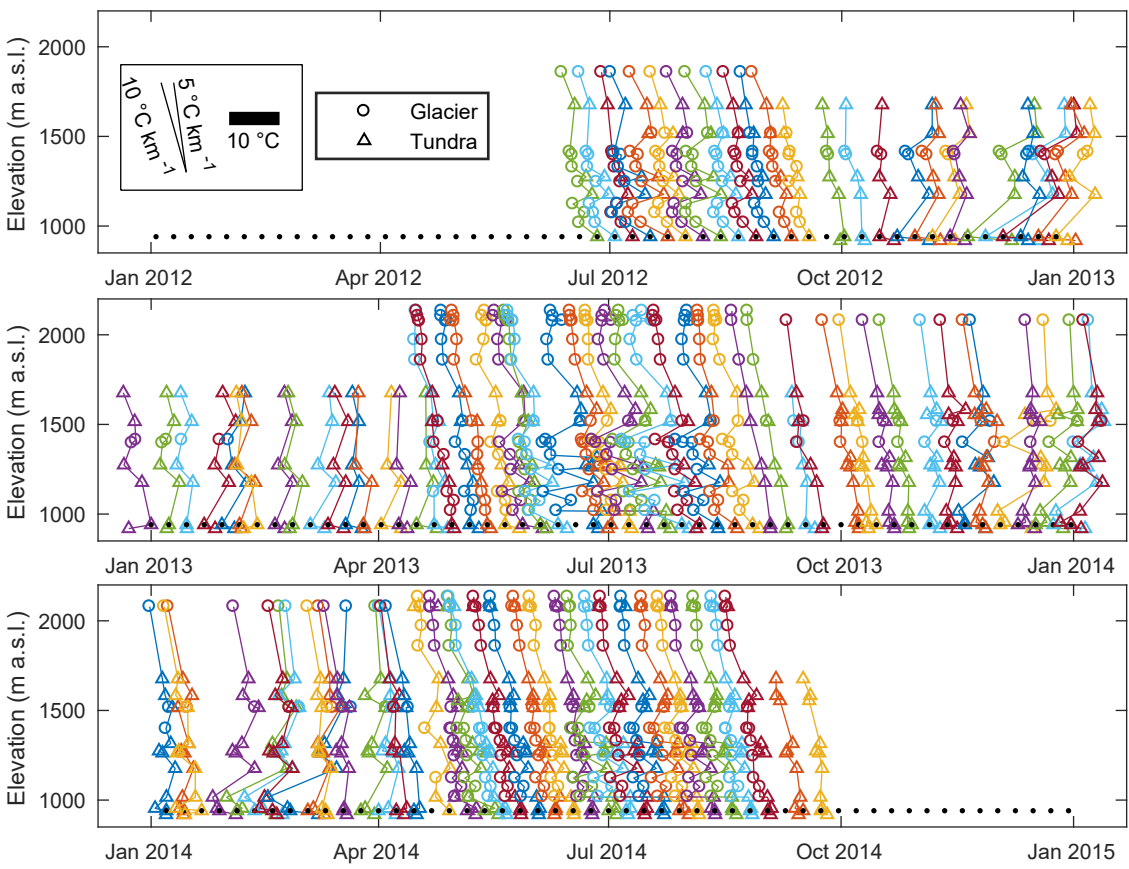 2000
1500
1000
Elevation (m a.s.l.)
10 °C km -1
5 °C km -1
10 °C
Glacier
Tundra
Jan 2012 Apr 2012 Jul 2012 Oct 2012 Jan 2013
2000
1500
1000
Elevation (m a.s.l.)
Jan 2013 Apr 2013 Jul 2013 Oct 2013 Jan 2014
2000
1500
1000
Elevation (m a.s.l.)
Jan 2014 Apr 2014 Jul 2014 Oct 2014 Jan 2015